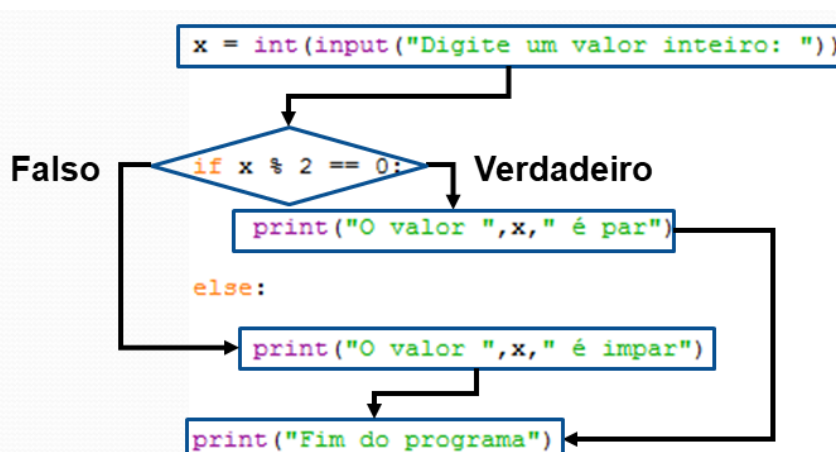 x = int(input("Digite um valor inteiro: "))
Falso
if x % 2 == 0:
Verdadeiro
print("O valor ",x," é par")
else:
print("O valor ",x," é impar")
print("Fim do programa")